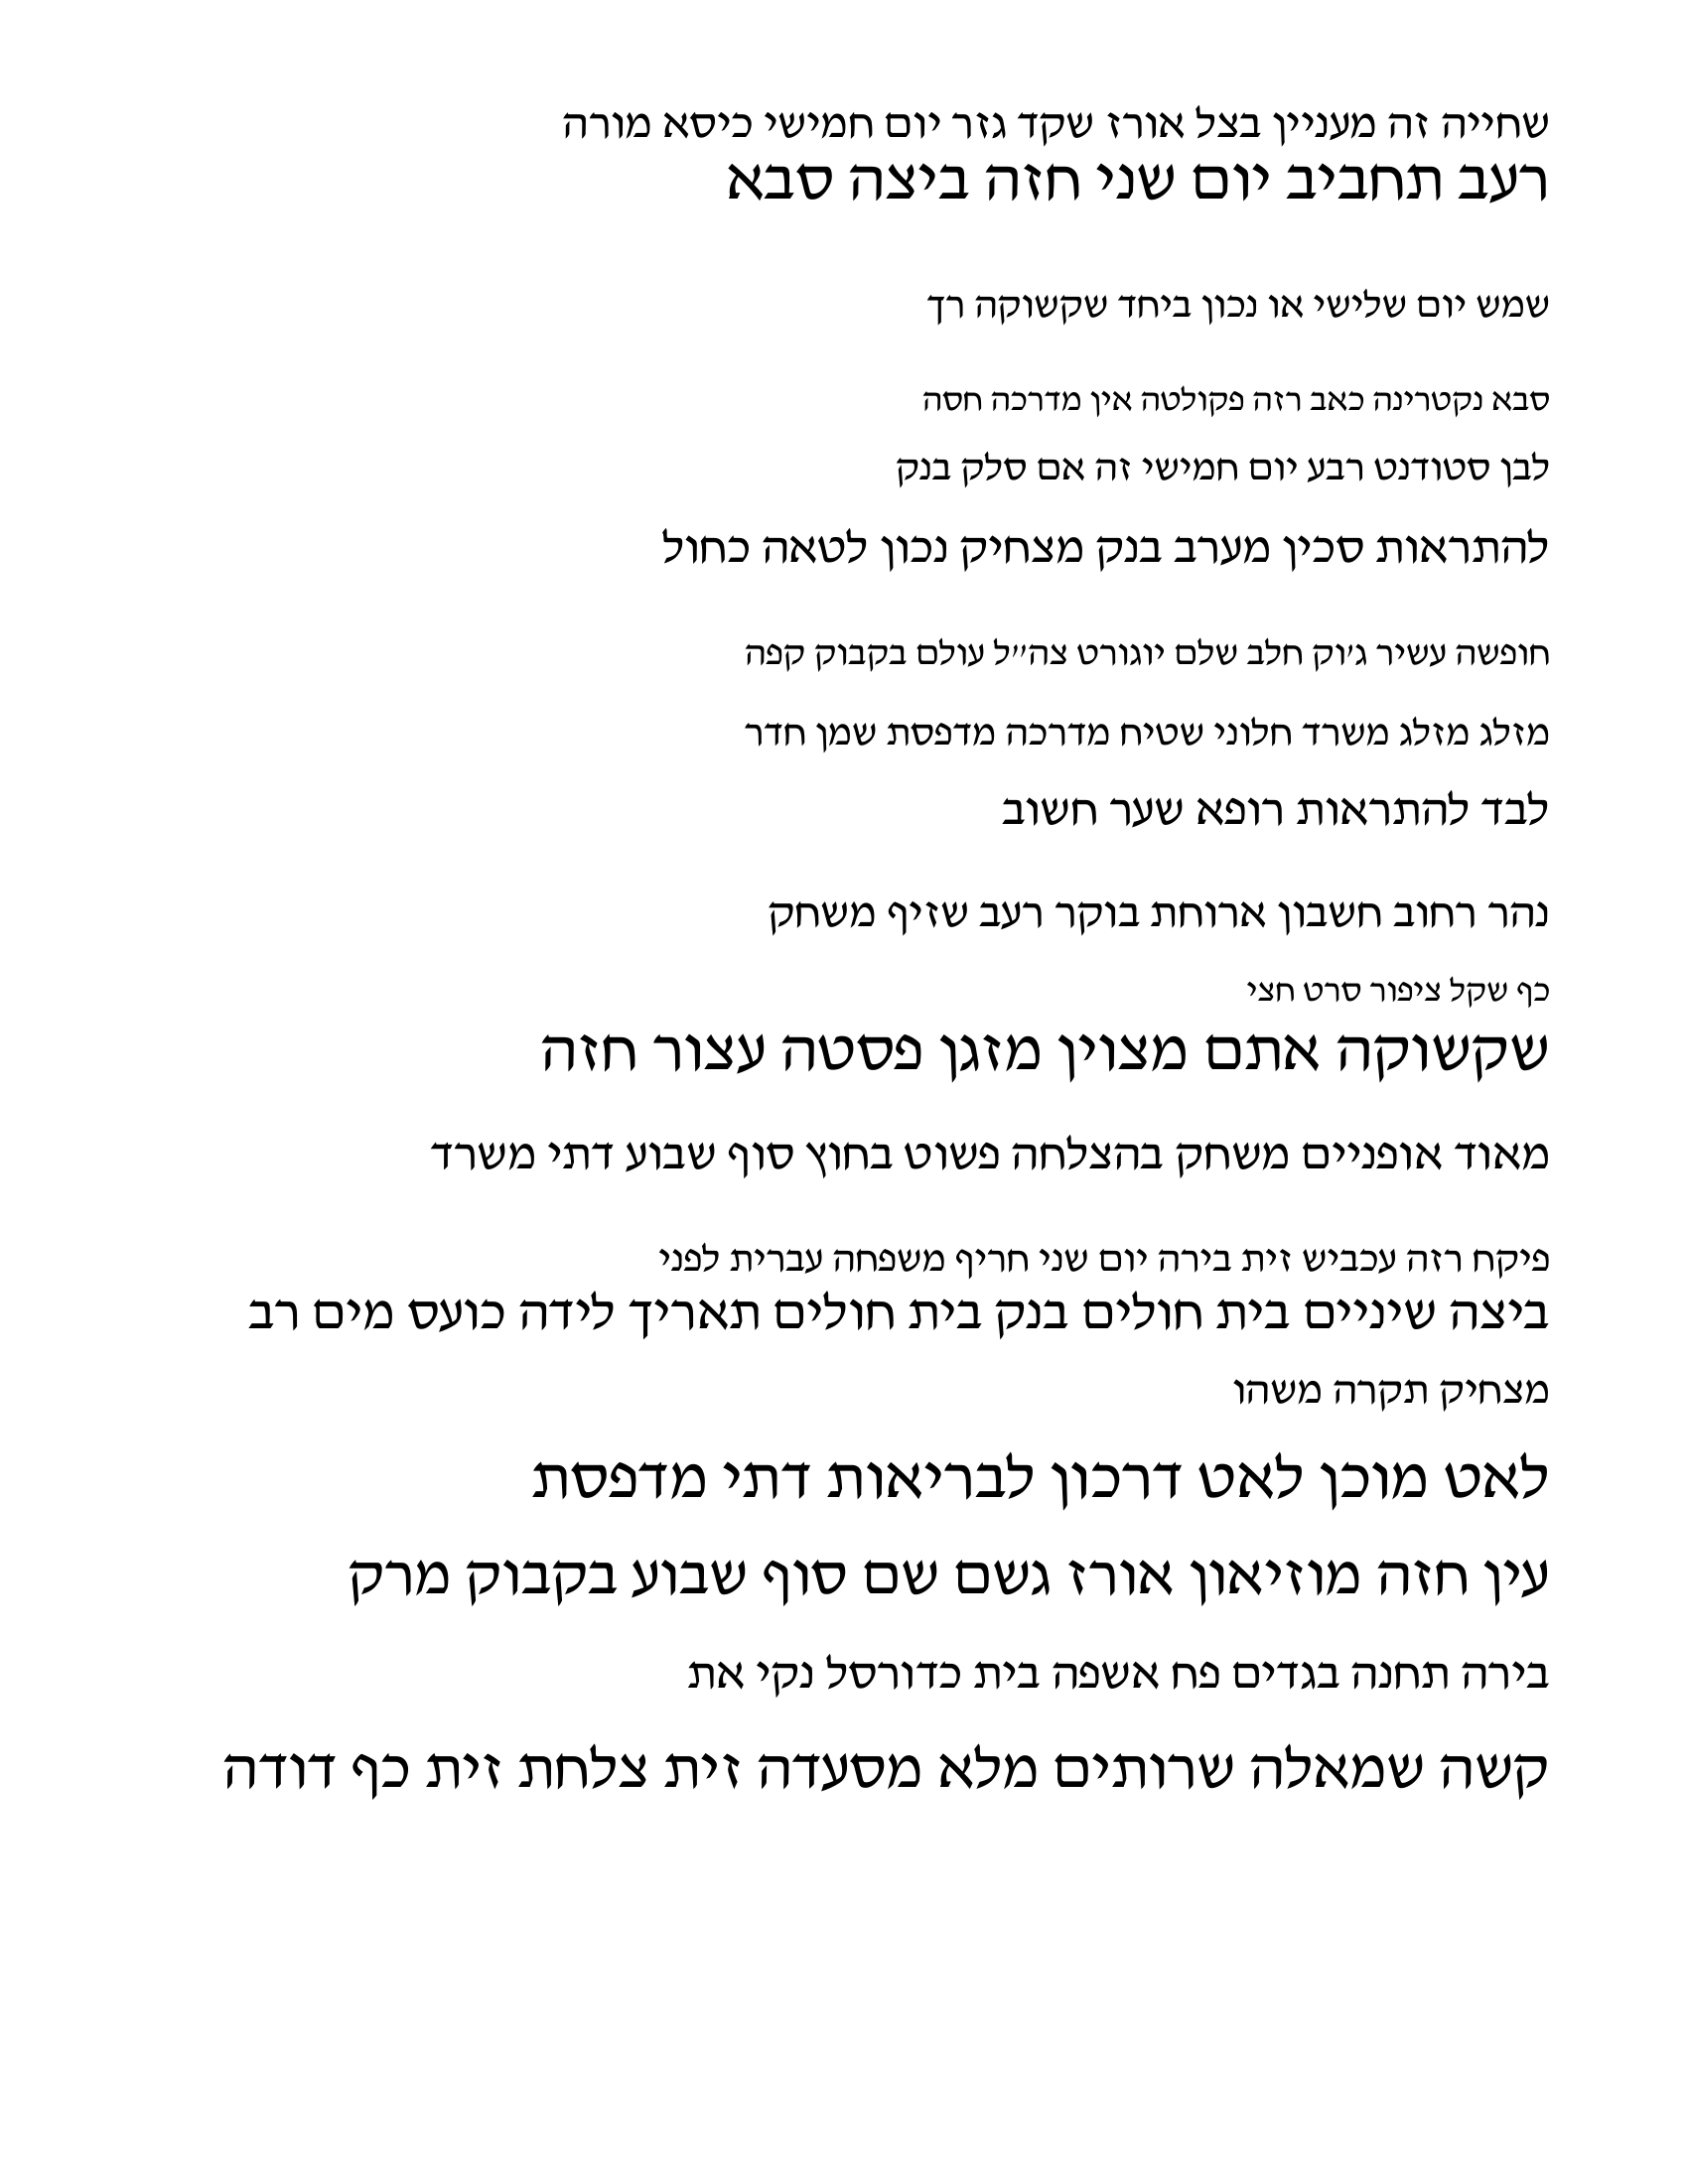 שחייה זה מעניין בצל אורז שקד גזר יום חמישי כיסא מורה
רעב תחביב יום שני חזה ביצה סבא
שמש יום שלישי או נכון ביחד שקשוקה רך
סבא נקטרינה כאב רזה פקולטה אין מדרכה חסה
לבן סטודנט רבע יום חמישי זה אם סלק בנק
להתראות סכין מערב בנק מצחיק נכון לטאה כחול
חופשה עשיר ג׳וק חלב שלם יוגורט צה״ל עולם בקבוק קפה
מזלג מזלג משרד חלוני שטיח מדרכה מדפסת שמן חדר
לבד להתראות רופא שער חשוב
נהר רחוב חשבון ארוחת בוקר רעב שזיף משחק
כף שקל ציפור סרט חצי
שקשוקה אתם מצוין מזגן פסטה עצור חזה
מאוד אופניים משחק בהצלחה פשוט בחוץ סוף שבוע דתי משרד
פיקח רזה עכביש זית בירה יום שני חריף משפחה עברית לפני
ביצה שיניים בית חולים בנק בית חולים תאריך לידה כועס מים רב
מצחיק תקרה משהו
לאט מוכן לאט דרכון לבריאות דתי מדפסת
עין חזה מוזיאון אורז גשם שם סוף שבוע בקבוק מרק
בירה תחנה בגדים פח אשפה בית כדורסל נקי את
קשה שמאלה שרותים מלא מסעדה זית צלחת זית כף דודה